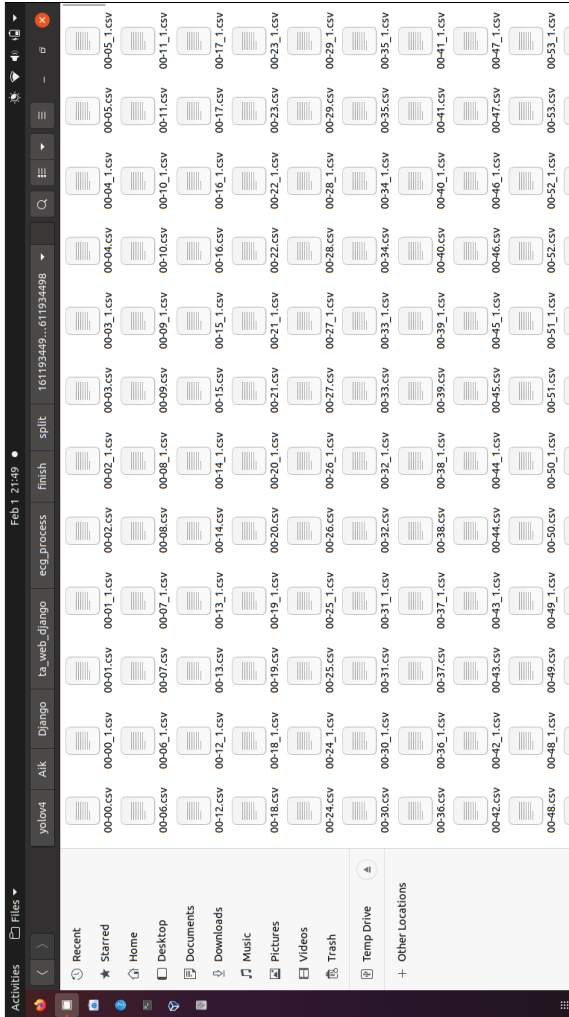 Activities Files Feb 1 21:49
yolov4 Aik Django ta_web_django ecg_process finish split 161193449...611934498
Recent
Starred
Home
Desktop
Documents
Downloads
Music
Pictures
Videos
Trash
Temp Drive
+ Other Locations
00-00.csv 00-00_1.csv 00-01.csv 00-01_1.csv 00-02.csv 00-02_1.csv 00-03.csv 00-03_1.csv 00-04.csv 00-04_1.csv 00-05.csv 00-05_1.csv
00-06.csv 00-06_1.csv 00-07.csv 00-07_1.csv 00-08.csv 00-08_1.csv 00-09.csv 00-09_1.csv 00-10.csv 00-10_1.csv 00-11.csv 00-11_1.csv
00-12.csv 00-12_1.csv 00-13.csv 00-13_1.csv 00-14.csv 00-14_1.csv 00-15.csv 00-15_1.csv 00-16.csv 00-16_1.csv 00-17.csv 00-17_1.csv
00-18.csv 00-18_1.csv 00-19.csv 00-19_1.csv 00-20.csv 00-20_1.csv 00-21.csv 00-21_1.csv 00-22.csv 00-22_1.csv 00-23.csv 00-23_1.csv
00-24.csv 00-24_1.csv 00-25.csv 00-25_1.csv 00-26.csv 00-26_1.csv 00-27.csv 00-27_1.csv 00-28.csv 00-28_1.csv 00-29.csv 00-29_1.csv
00-30.csv 00-30_1.csv 00-31.csv 00-31_1.csv 00-32.csv 00-32_1.csv 00-33.csv 00-33_1.csv 00-34.csv 00-34_1.csv 00-35.csv 00-35_1.csv
00-36.csv 00-36_1.csv 00-37.csv 00-37_1.csv 00-38.csv 00-38_1.csv 00-39.csv 00-39_1.csv 00-40.csv 00-40_1.csv 00-41.csv 00-41_1.csv
00-42.csv 00-42_1.csv 00-43.csv 00-43_1.csv 00-44.csv 00-44_1.csv 00-45.csv 00-45_1.csv 00-46.csv 00-46_1.csv 00-47.csv 00-47_1.csv
00-48.csv 00-48_1.csv 00-49.csv 00-49_1.csv 00-50.csv 00-50_1.csv 00-51.csv 00-51_1.csv 00-52.csv 00-52_1.csv 00-53.csv 00-53_1.csv